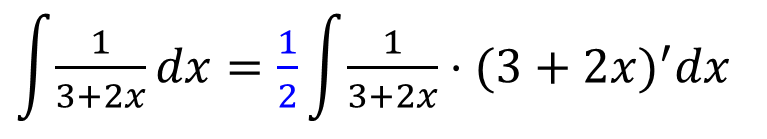 ∫ 1/(3+2x) dx = 1/2 ∫ 1/(3+2x) · (3 + 2x)′dx